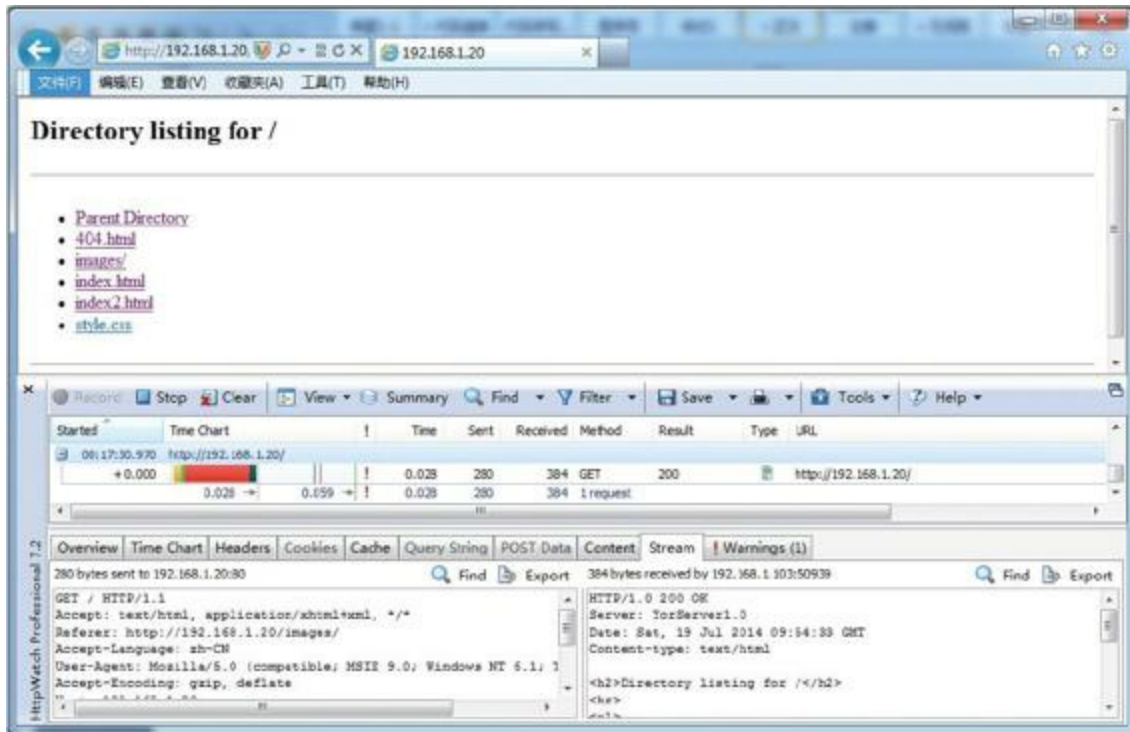 http://192.168.1.20
192.168.1.20
文件(F) 编辑(E) 查看(V) 收藏夹(A) 工具(T) 帮助(H)
Directory listing for /
Parent Directory
404.html
images/
index.html
index2.html
style.css
Record Stop Clear View Summary Find Filter Save Tools Help
Started Time Chart ! Time Sent Received Method Result Type URL
00:17:30.970 http://192.168.1.20/
+0.000 ! 0.028 280 384 GET 200 http://192.168.1.20/
0.028 0.059 ! 0.028 280 384 1 request
HttpWatch Professional 7.2
Overview Time Chart Headers Cookies Cache Query String POST Data Content Stream ! Warnings (1)
280 bytes sent to 192.168.1.20:80 Find Export 384 bytes received by 192.168.1.103:50939 Find Export
GET / HTTP/1.1
Accept: text/html, application/xhtml+xml, */*
Referer: http://192.168.1.20/images/
Accept-Language: zh-CN
User-Agent: Mozilla/5.0 (compatible; MSIE 9.0; Windows NT 6.1;
Accept-Encoding: gzip, deflate
HTTP/1.0 200 OK
Server: YorServer1.0
Date: Sat, 19 Jul 2014 09:54:33 GMT
Content-type: text/html
<h2>Directory listing for /</h2>
<hr>
<ul>